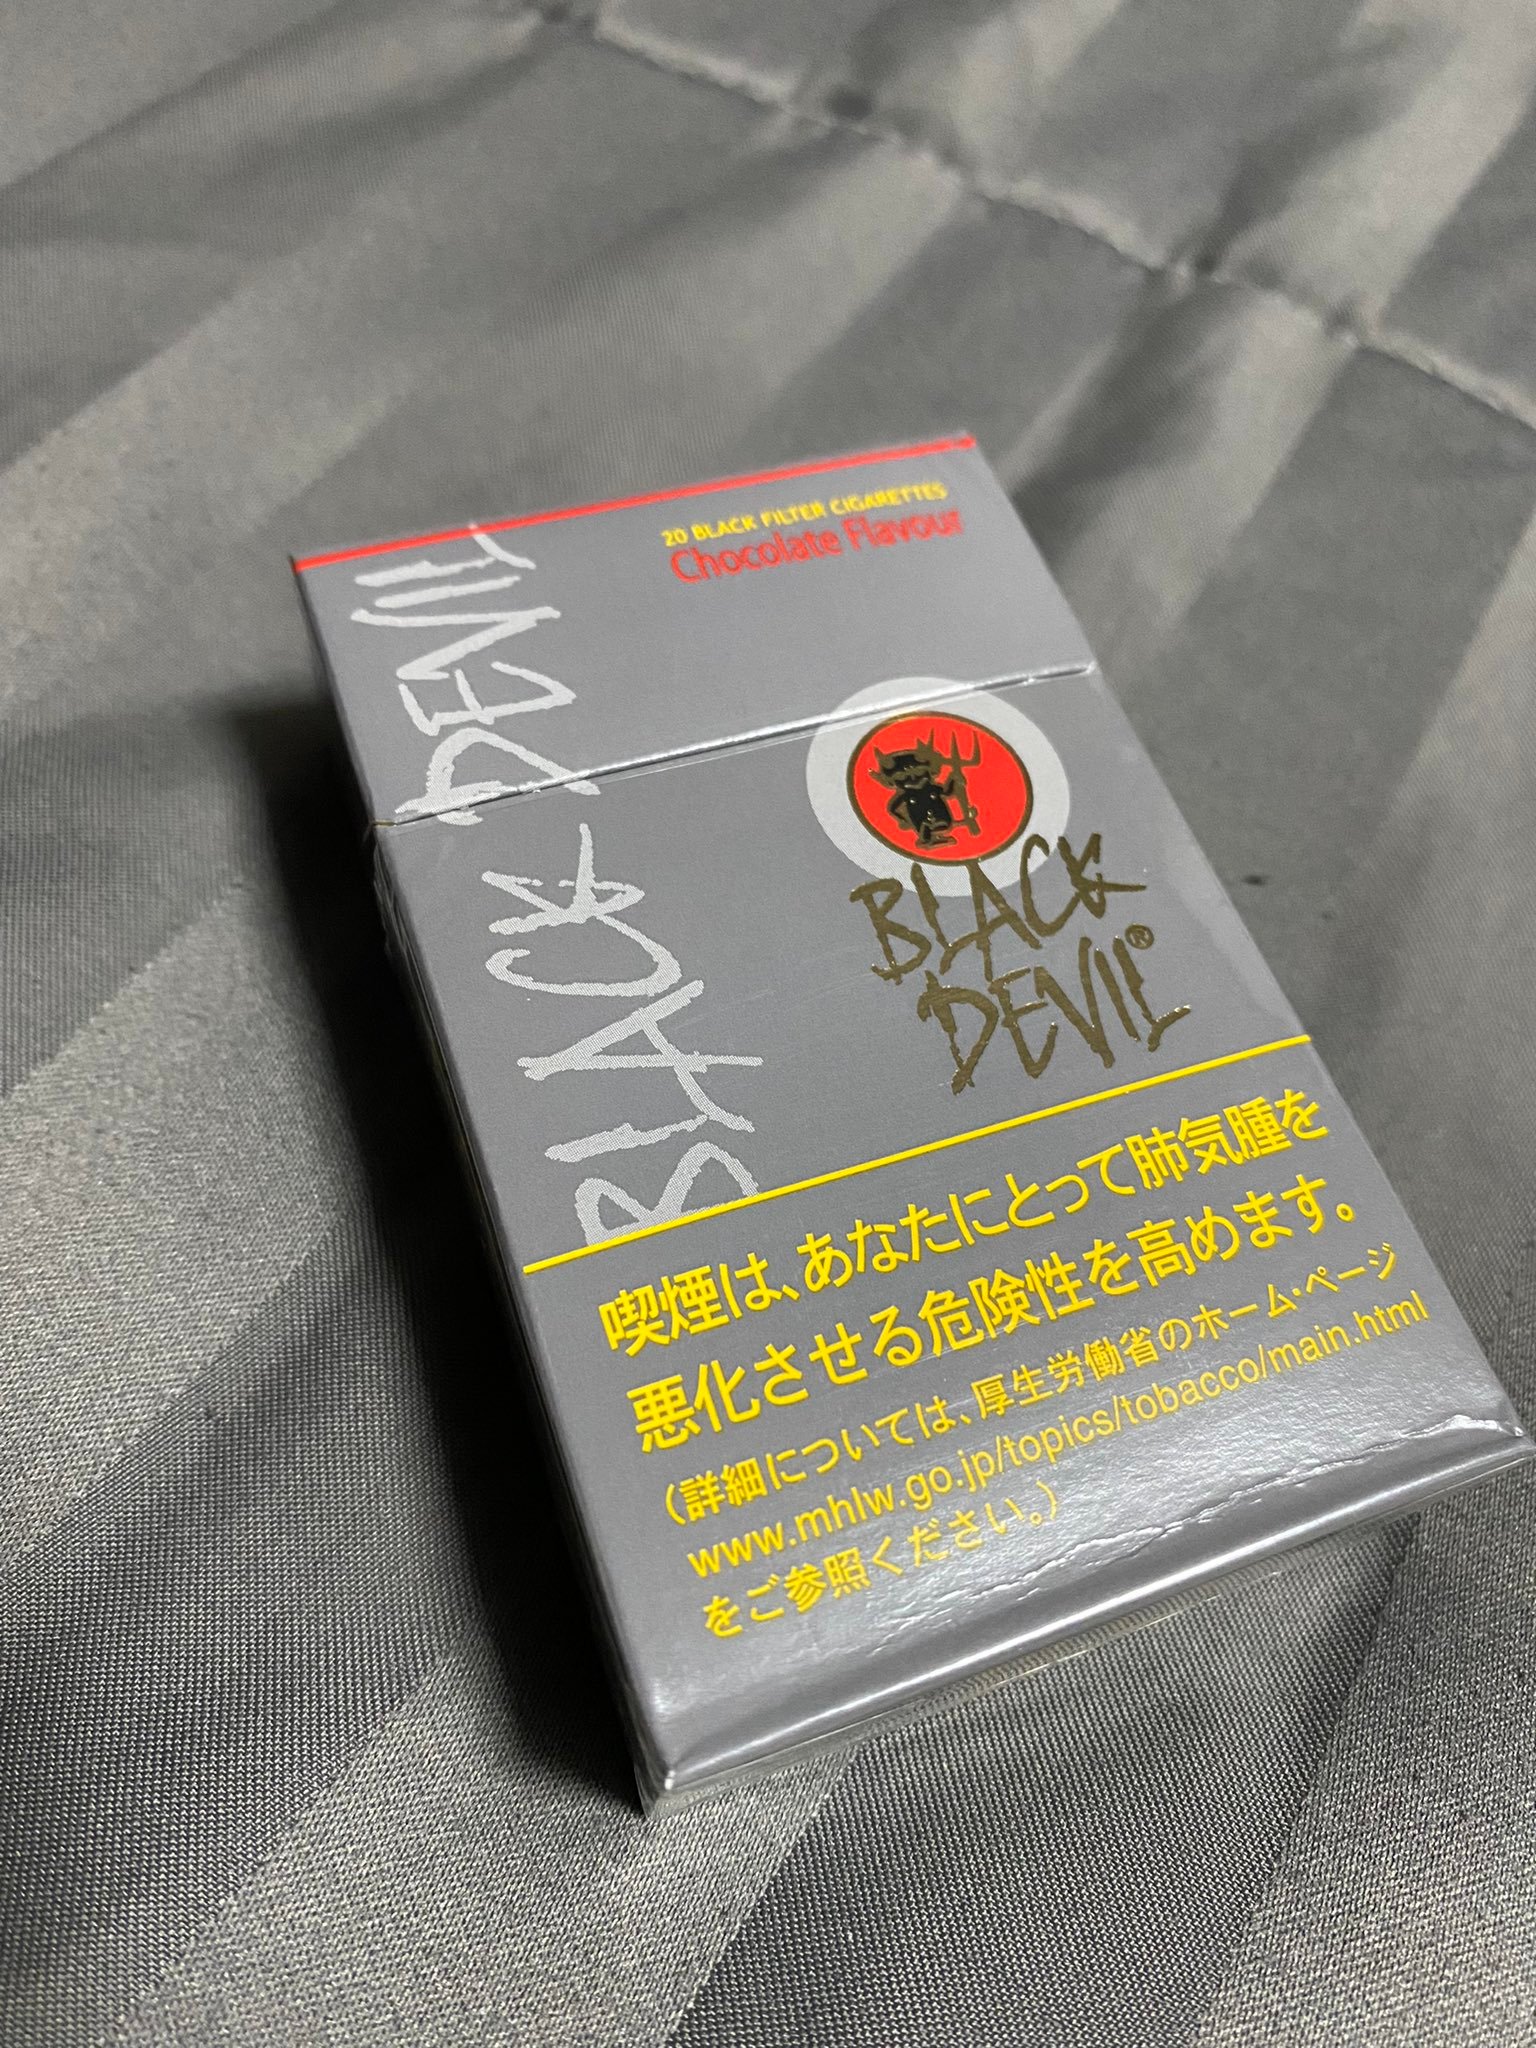 20 BLACK FILTER CIGARETTES
Chocolate Flavour
BLACK DEVIL
BLACK
DEVIL®
喫煙は、あなたにとって肺気腫を
悪化させる危険性を高めます。
（詳細については、厚生労働省のホーム・ページ
www.mhlw.go.jp/topics/tobacco/main.html
をご参照ください。）